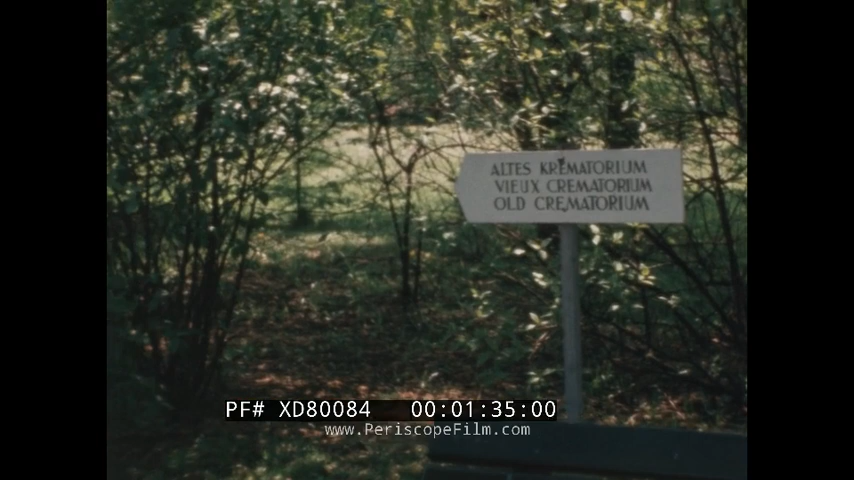 ALTES KREMATORIUM
VIEUX CREMATORIUM
OLD CREMATORIUM
PF# XD80084 00:01:35:00
www.PeriscopeFilm.com